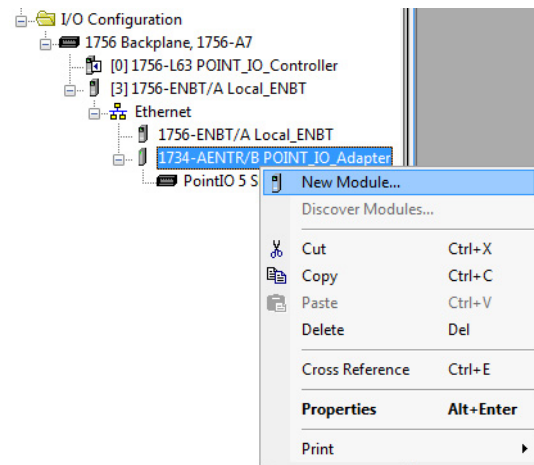 I/O Configuration
1756 Backplane, 1756-A7
[0] 1756-L63 POINT_IO_Controller
[3] 1756-ENBT/A Local_ENBT
Ethernet
1756-ENBT/A Local_ENBT
1734-AENTR/B POINT_IO_Adapter
PointIO 5 S
New Module...
Discover Modules...
Cut Ctrl+X
Copy Ctrl+C
Paste Ctrl+V
Delete Del
Cross Reference Ctrl+E
Properties Alt+Enter
Print